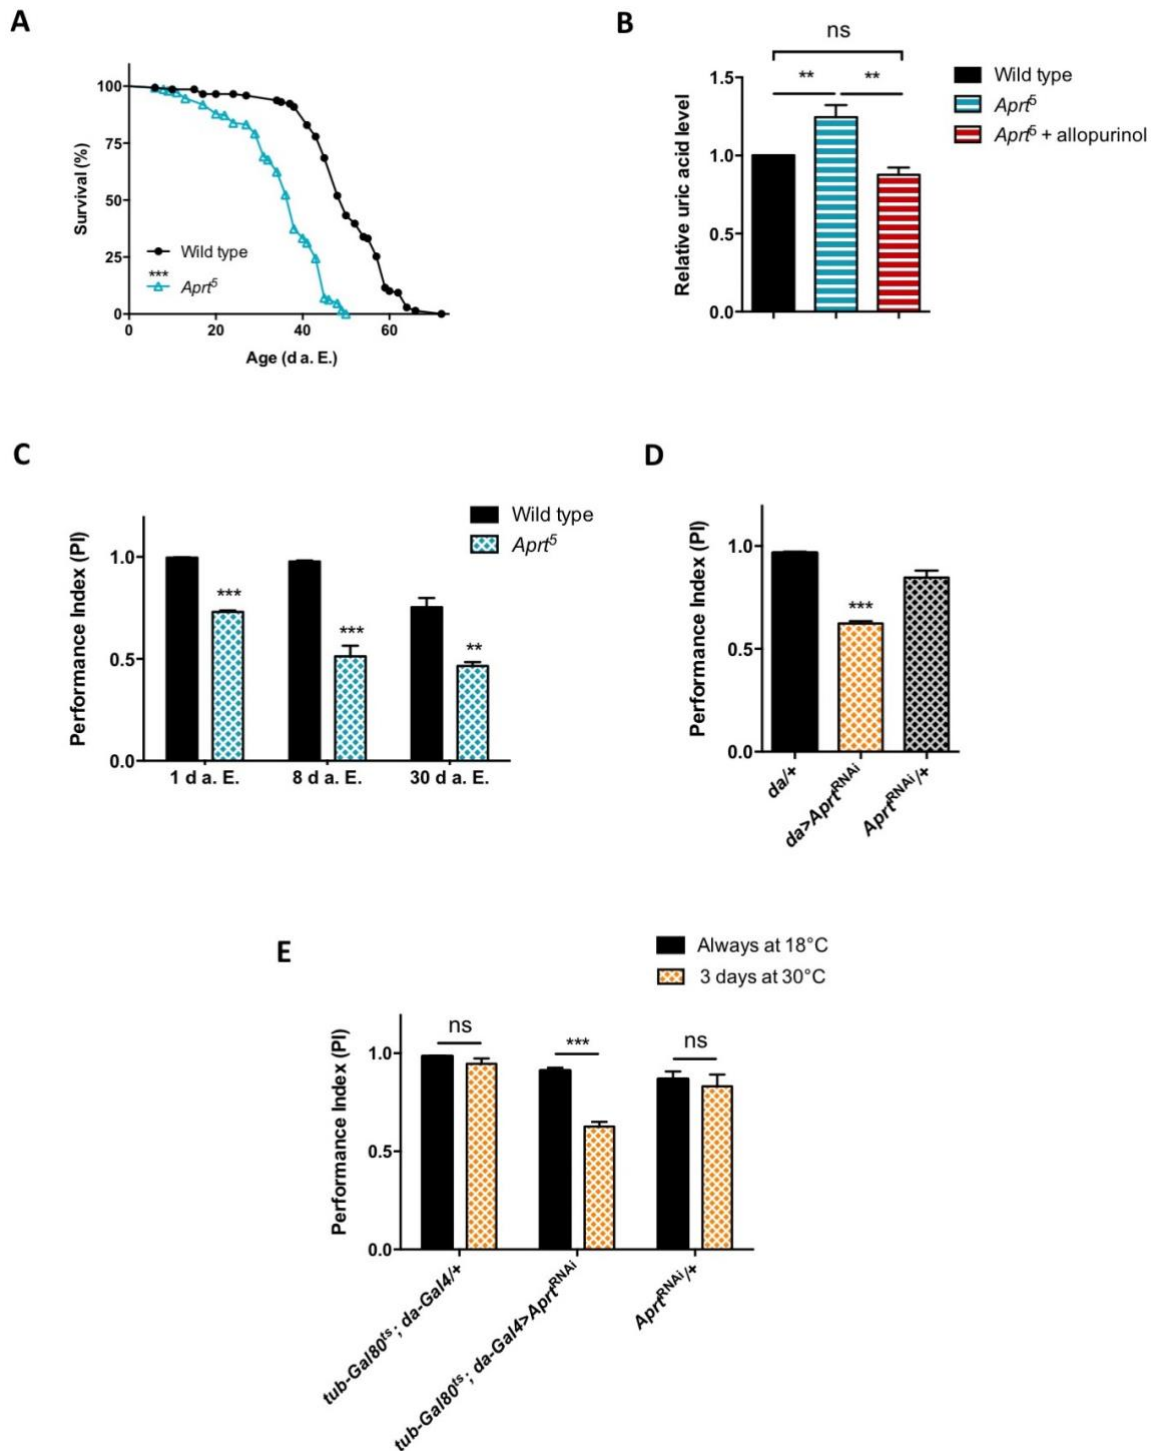 A
100
75
50
25
0
Survival (%)
Wild type
***
Aprt⁵
0 20 40 60
Age (d a. E.)
B
ns
** **
1.5
1.0
0.5
0.0
Relative uric acid level
Wild type
Aprt⁵
Aprt⁵ + allopurinol
C
Wild type
Aprt⁵
Performance Index (PI)
1.0
0.5
0.0
***
***
**
1 d a. E. 8 d a. E. 30 d a. E.
D
Performance Index (PI)
1.0
0.5
0.0
***
da/+
da>Aprtᴿᴺᴬⁱ
Aprtᴿᴺᴬⁱ/+
E
Always at 18°C
3 days at 30°C
Performance Index (PI)
1.0
0.5
0.0
ns
***
ns
tub-Gal80ᵗˢ; da-Gal4/+
tub-Gal80ᵗˢ; da-Gal4>Aprtᴿᴺᴬⁱ
Aprtᴿᴺᴬⁱ/+